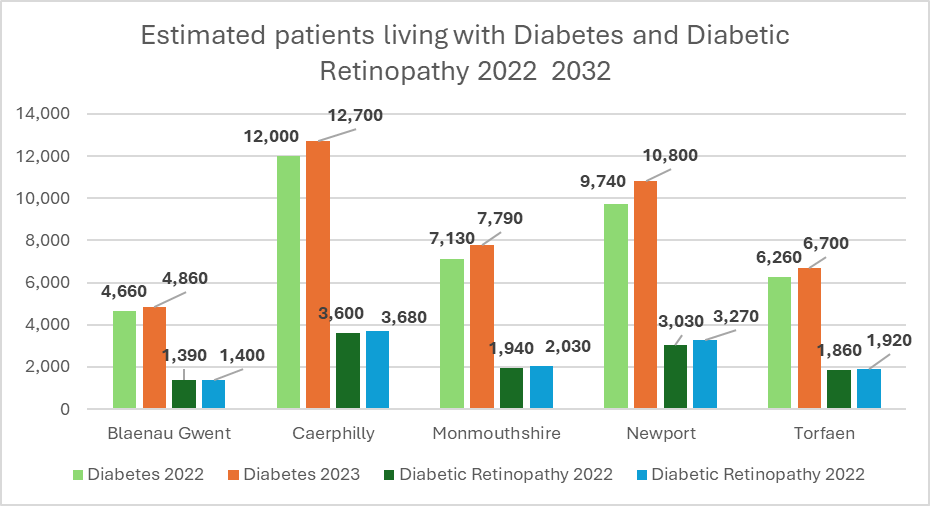 Estimated patients living with Diabetes and Diabetic
Retinopathy 2022 2032
14,000
12,000
10,000
8,000
6,000
4,000
2,000
0
4,660
4,860
1,390
1,400
12,000
12,700
3,600
3,680
7,130
7,790
1,940
2,030
9,740
10,800
3,030
3,270
6,260
6,700
1,860
1,920
Blaenau Gwent
Caerphilly
Monmouthshire
Newport
Torfaen
Diabetes 2022
Diabetes 2023
Diabetic Retinopathy 2022
Diabetic Retinopathy 2022